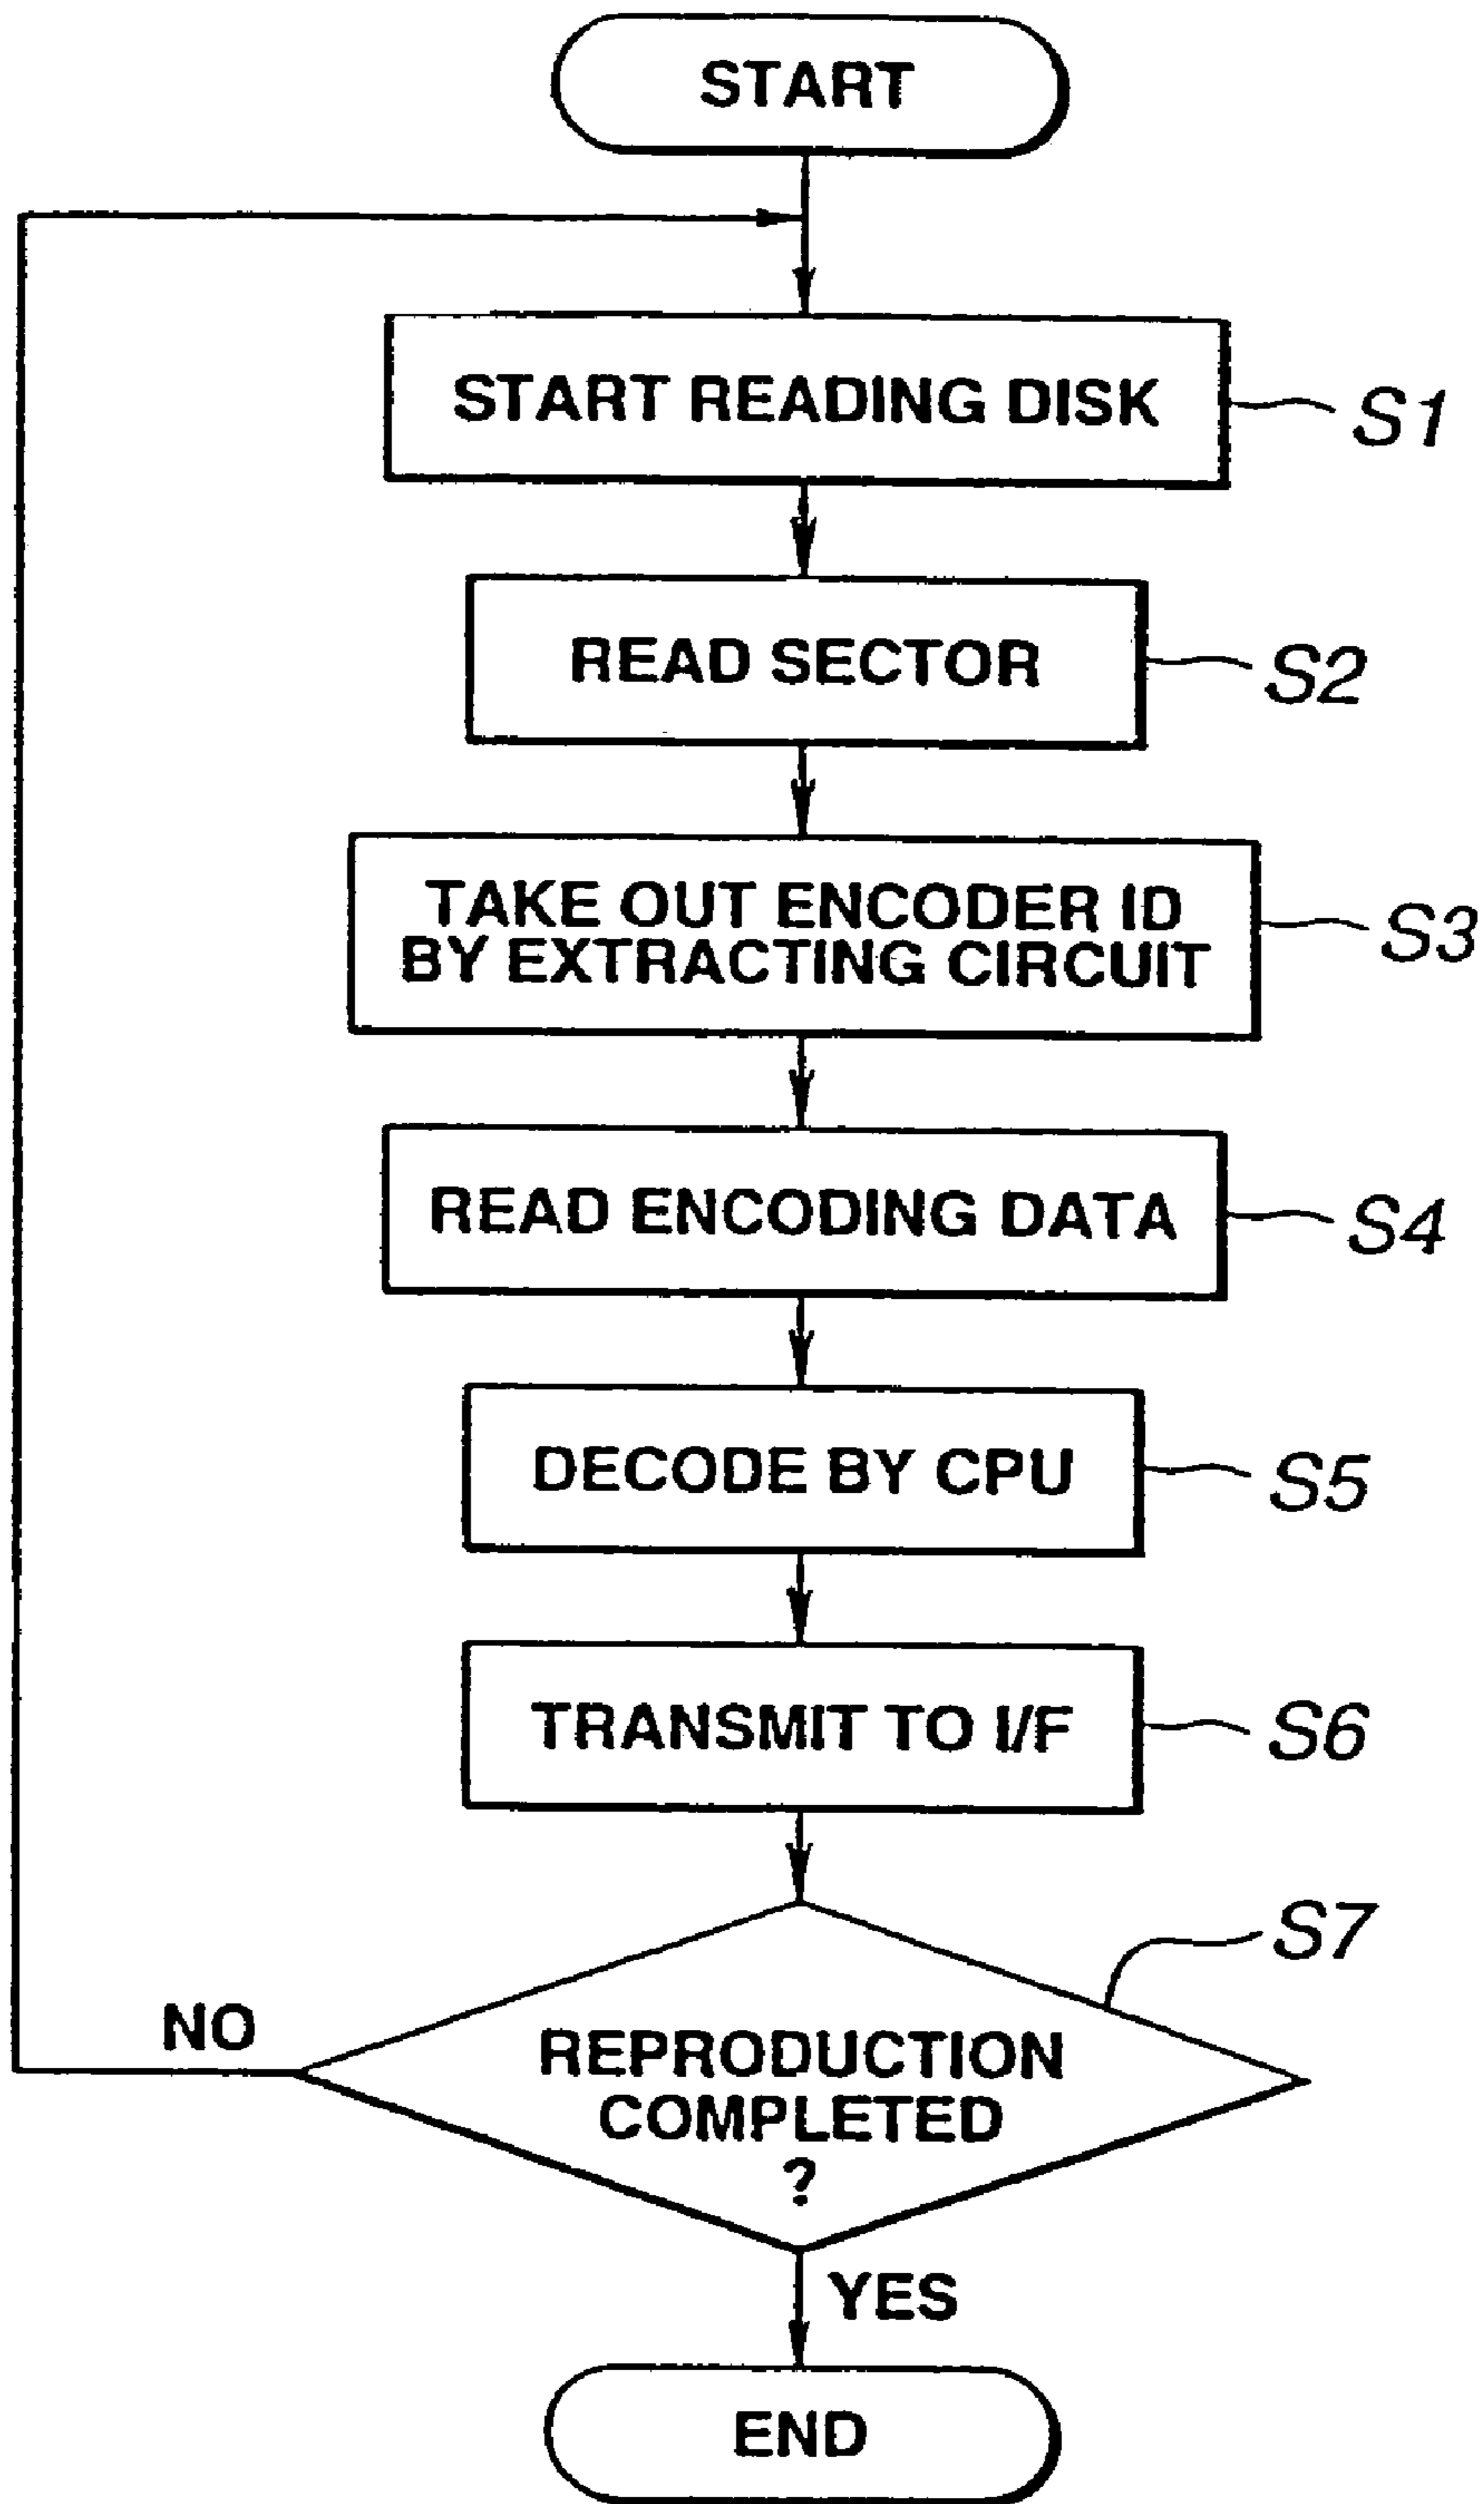 START
START READING DISK
S1
READ SECTOR
S2
TAKE OUT ENCODER ID
BY EXTRACTING CIRCUIT
S3
READ ENCODING DATA
S4
DECODE BY CPU
S5
TRANSMIT TO I/F
S6
S7
NO
REPRODUCTION
COMPLETED
?
YES
END